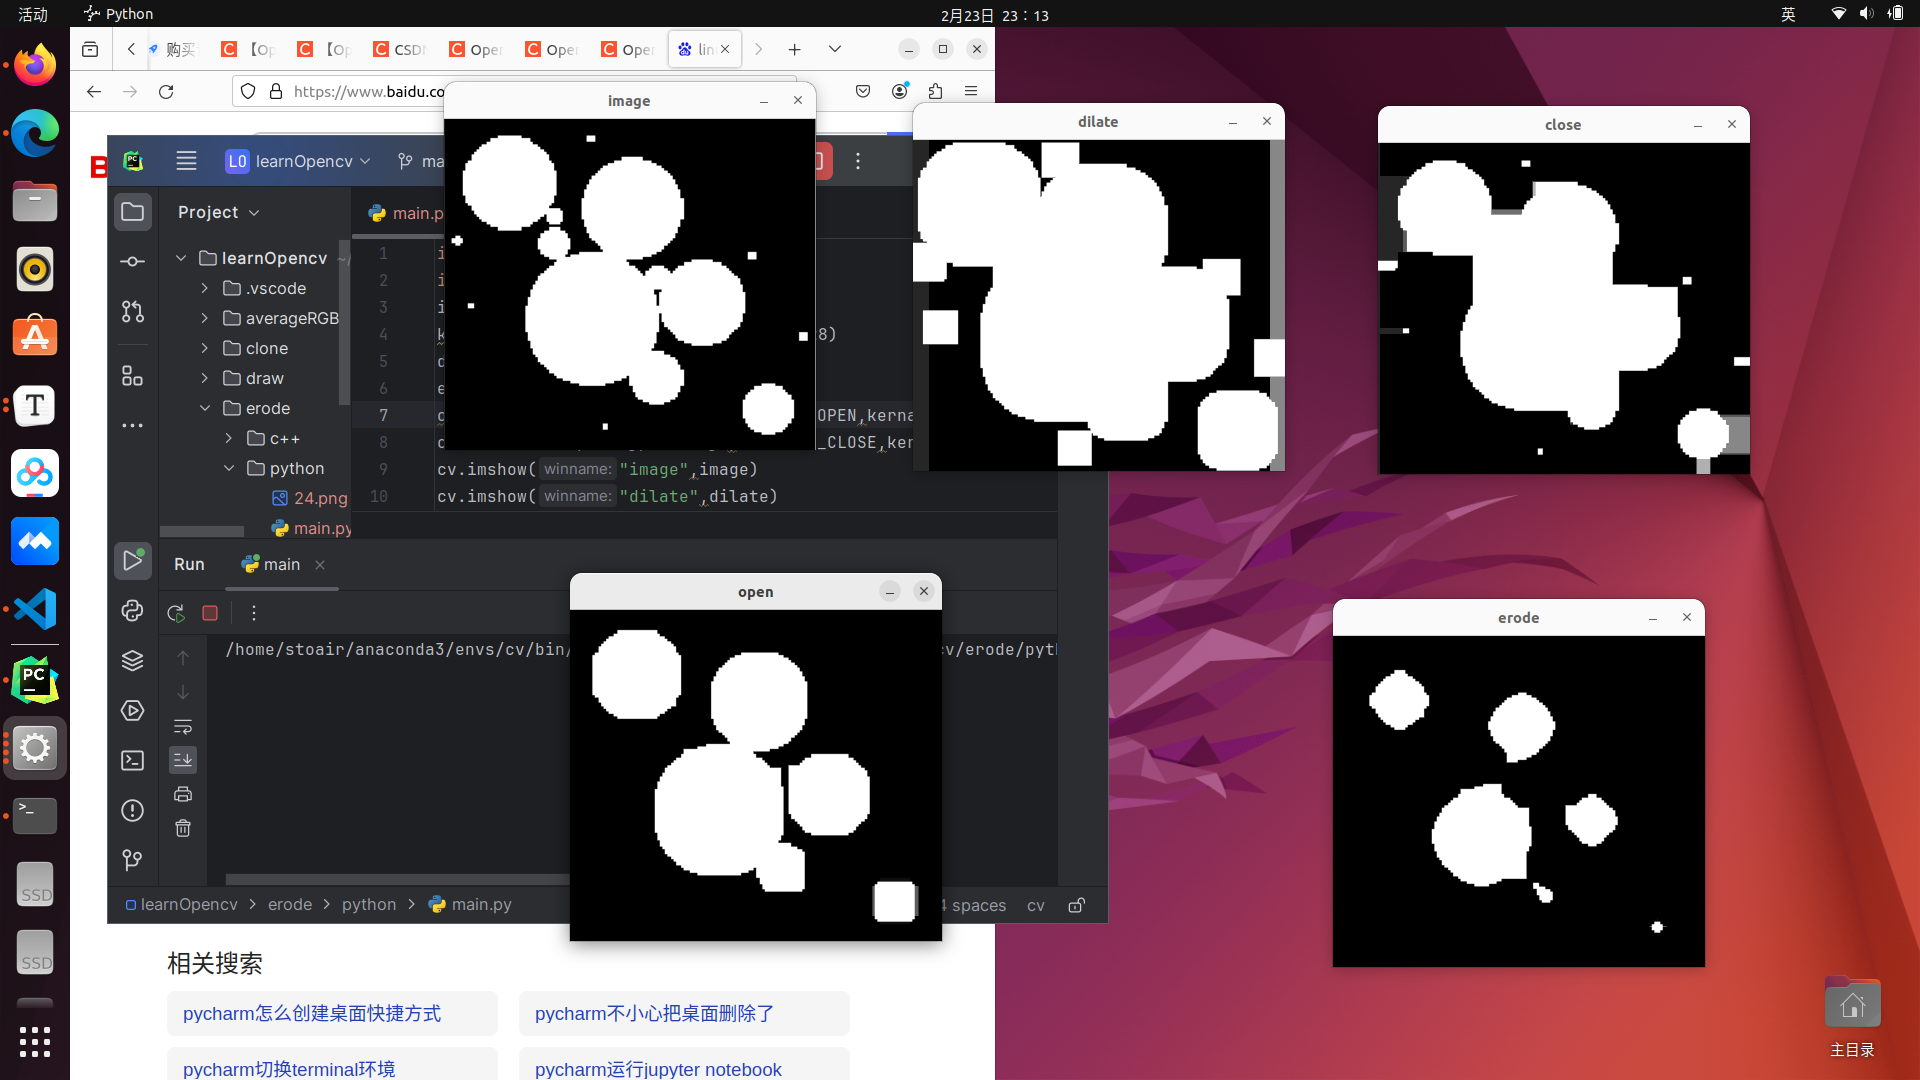 活动
Python
2月23日 23：13
英
购买
【Op
【Op
CSD
Oper
Oper
Oper
lin
https://www.baidu.co
image
dilate
close
LO learnOpencv
ma
Project
main.p
learnOpencv ~/
.vscode
averageRGB
clone
draw
erode
c++
python
24.png
main.py
1
2
3
4
8)
5
6
7
OPEN,kerna
8
_CLOSE,ker
9 cv.imshow( winname: "image",image)
10 cv.imshow( winname: "dilate",dilate)
Run
main
open
erode
/home/stoair/anaconda3/envs/cv/bin/
cv/erode/pyth
PC
T
SSD
SSD
learnOpencv > erode > python > main.py
4 spaces
cv
相关搜索
pycharm怎么创建桌面快捷方式
pycharm不小心把桌面删除了
pycharm切换terminal环境
pycharm运行jupyter notebook
主目录